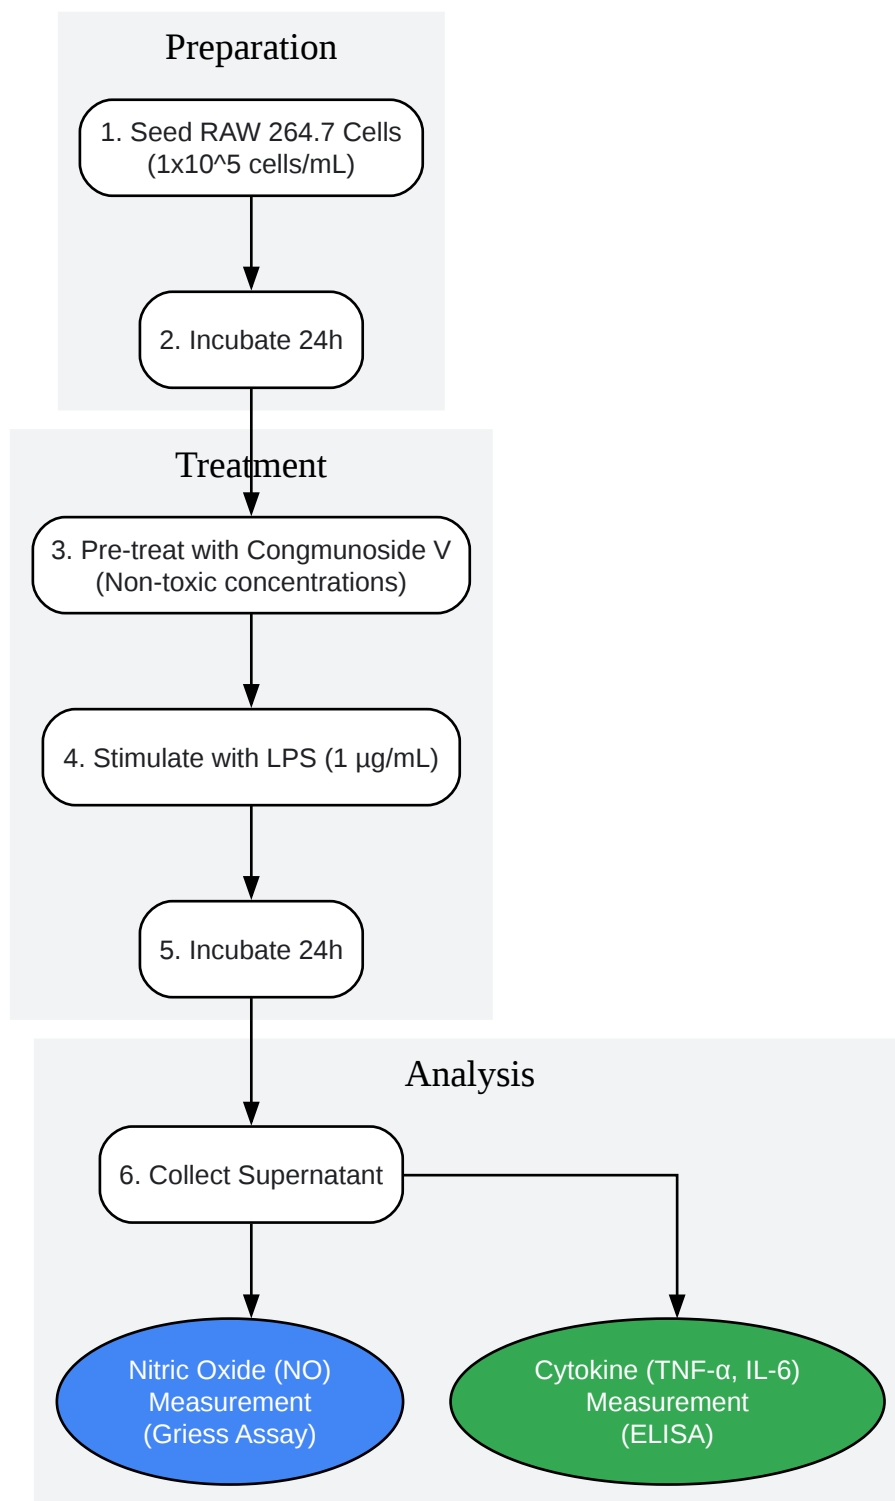 Preparation
1. Seed RAW 264.7 Cells
(1x10^5 cells/mL)
2. Incubate 24h
Treatment
3. Pre-treat with Congmunoside V
(Non-toxic concentrations)
4. Stimulate with LPS (1 µg/mL)
5. Incubate 24h
Analysis
6. Collect Supernatant
Nitric Oxide (NO)
Measurement
(Griess Assay)
Cytokine (TNF-α, IL-6)
Measurement
(ELISA)